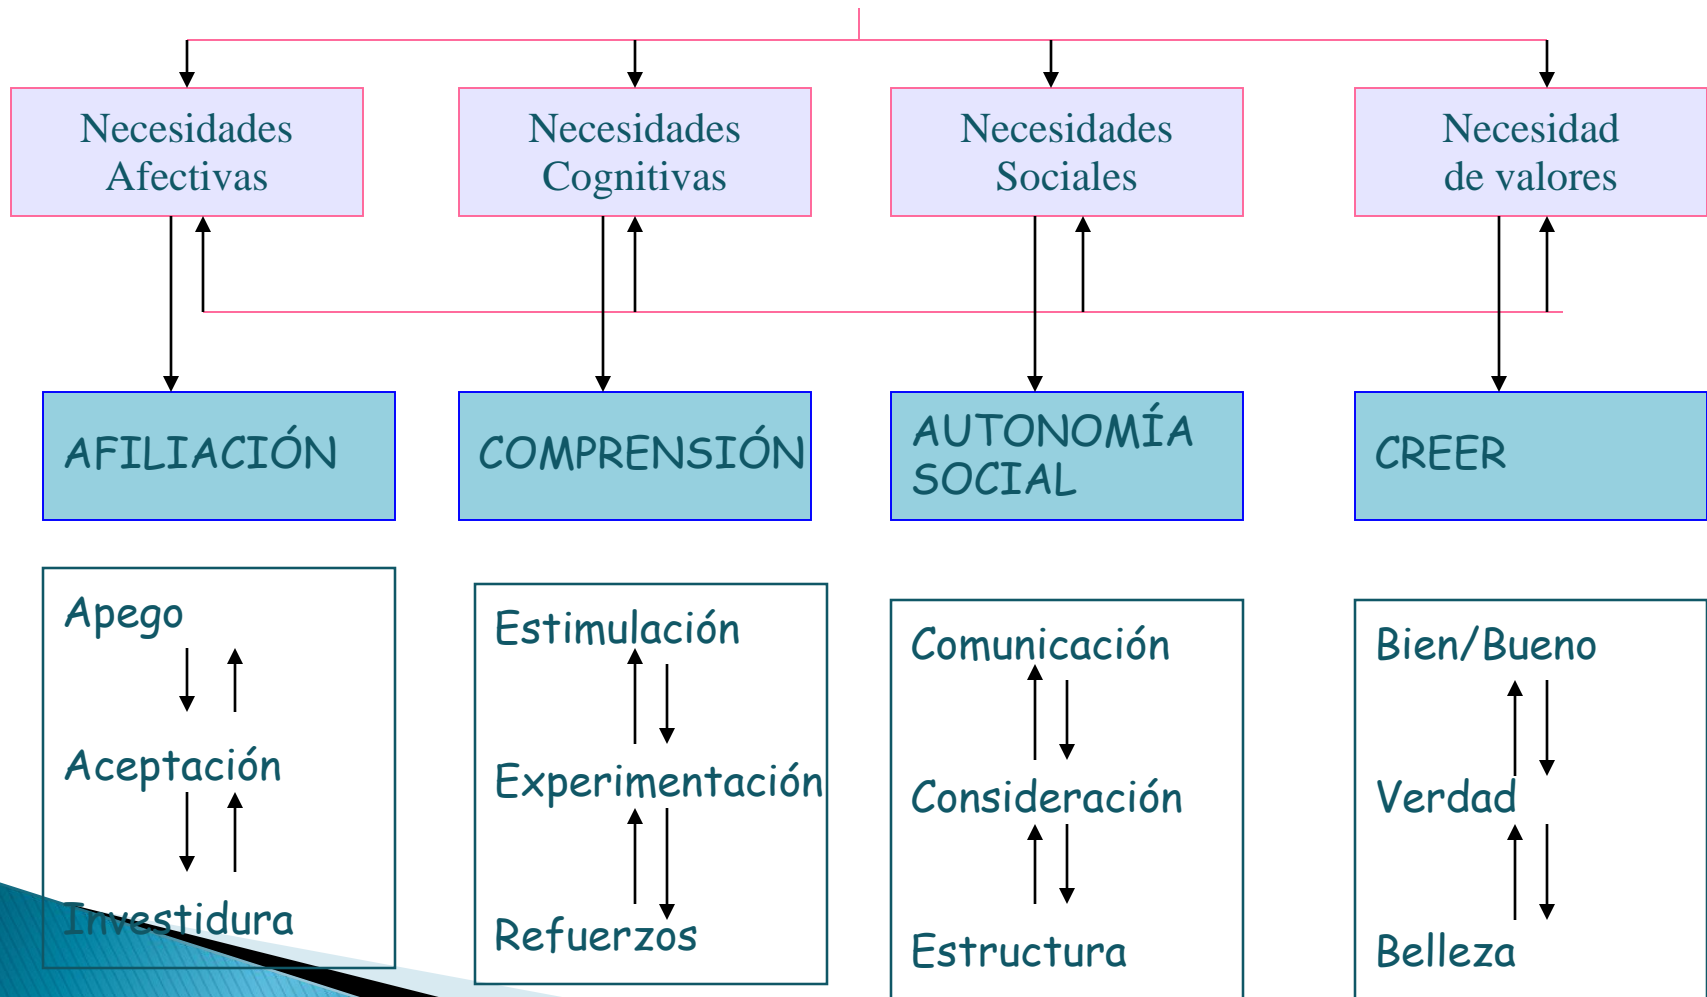 Necesidades
Afectivas
Necesidades
Cognitivas
Necesidades
Sociales
Necesidad
de valores
AFILIACIÓN
COMPRENSIÓN
AUTONOMÍA
SOCIAL
CREER
Apego
Aceptación
Investidura
Estimulación
Experimentación
Refuerzos
Comunicación
Consideración
Estructura
Bien/Bueno
Verdad
Belleza